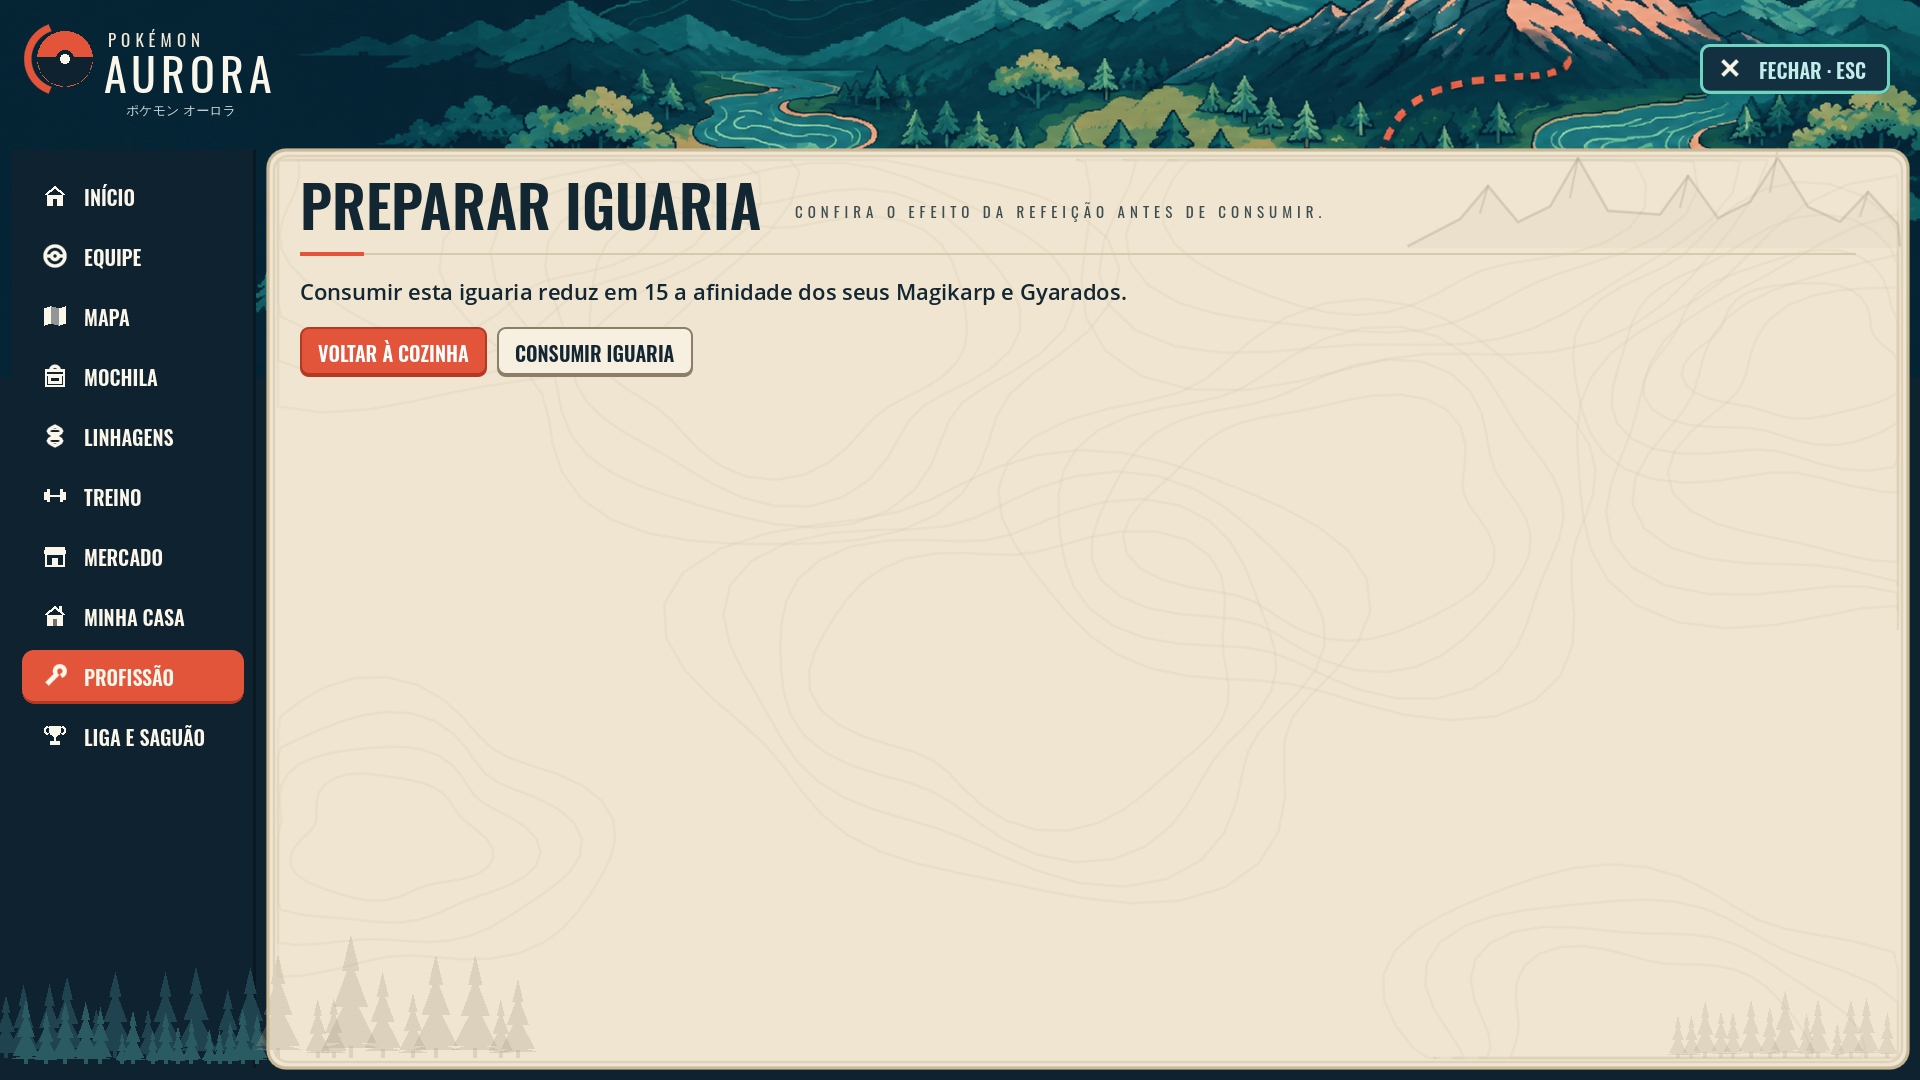 POKÉMON
AURORA
ポケモン オーロラ
✕ FECHAR · ESC
INÍCIO
EQUIPE
MAPA
MOCHILA
LINHAGENS
TREINO
MERCADO
MINHA CASA
PROFISSÃO
LIGA E SAGUÃO
PREPARAR IGUARIA
CONFIRA O EFEITO DA REFEIÇÃO ANTES DE CONSUMIR.
Consumir esta iguaria reduz em 15 a afinidade dos seus Magikarp e Gyarados.
VOLTAR À COZINHA
CONSUMIR IGUARIA